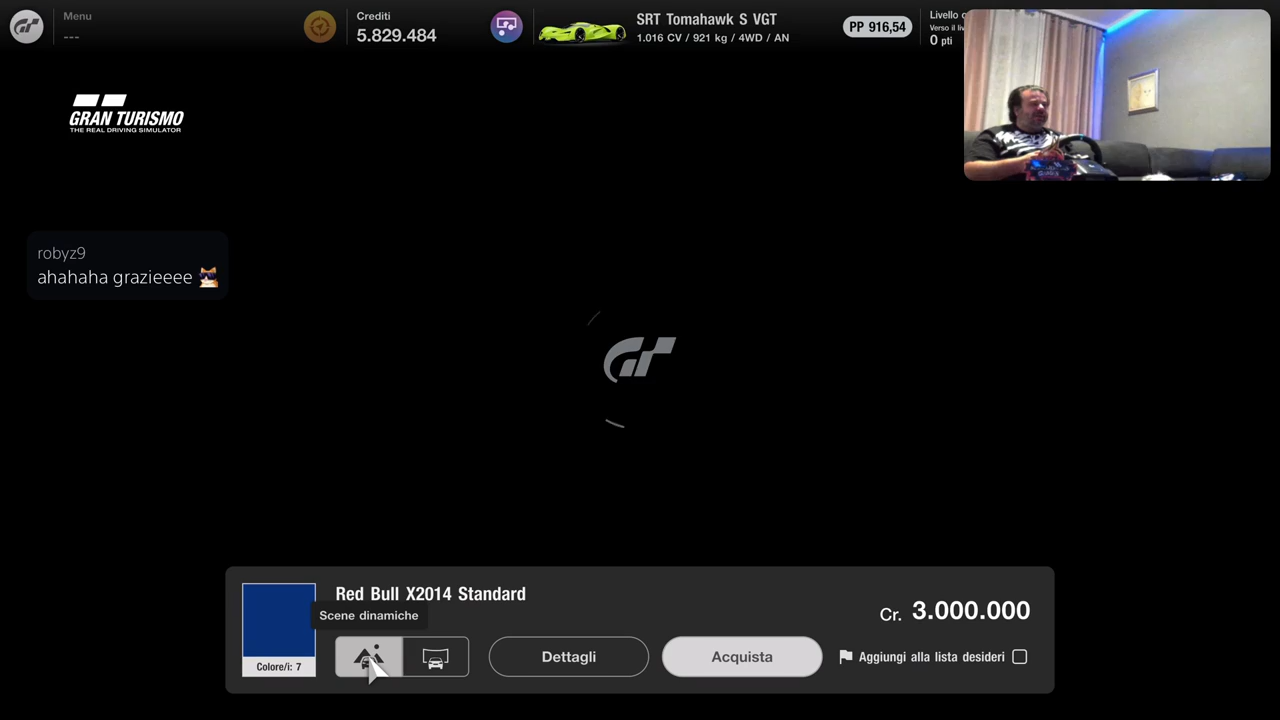 Menu
---
Crediti
5.829.484
SRT Tomahawk S VGT
1.016 CV / 921 kg / 4WD / AN
PP 916,54
Livello
Verso il
0 pti
GRAN TURISMO
THE REAL DRIVING SIMULATOR
robyz9
ahahaha grazieeee
Red Bull X2014 Standard
Scene dinamiche
Cr. 3.000.000
Colore/i: 7
Dettagli
Acquista
Aggiungi alla lista desideri